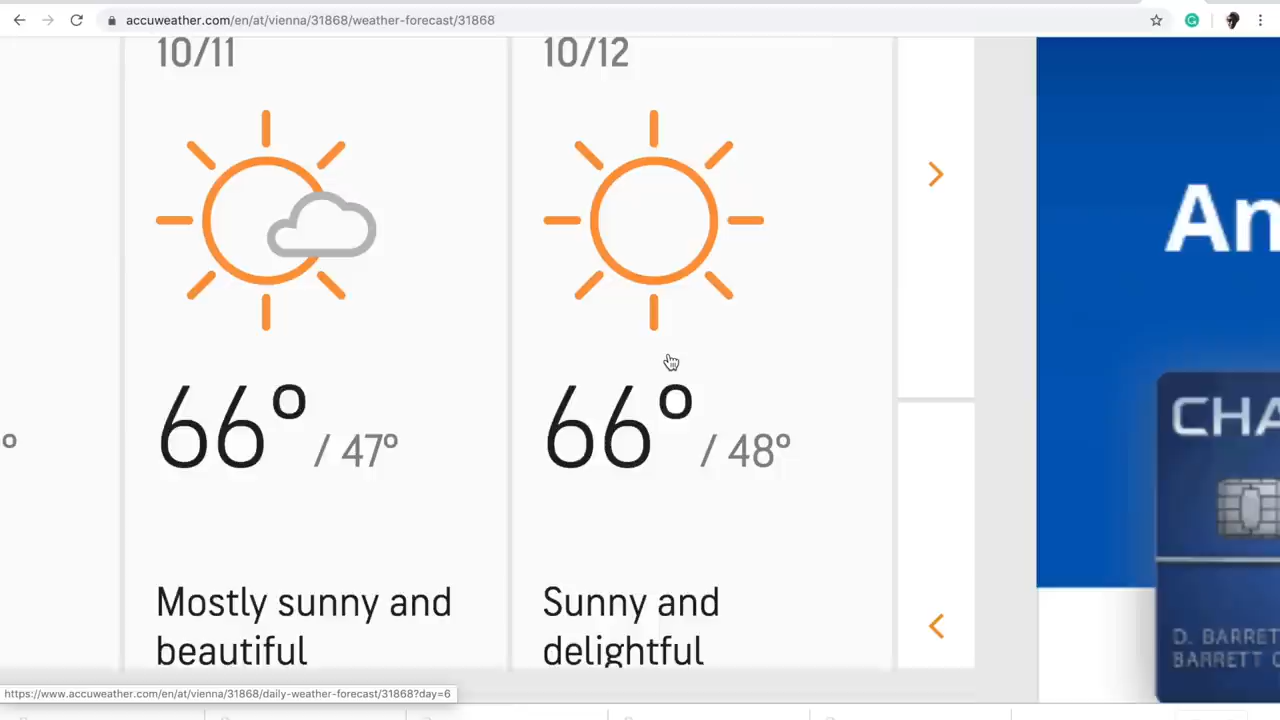 accuweather.com/en/at/vienna/31868/weather-forecast/31868
10/11
10/12
66° / 47°
66° / 48°
Mostly sunny and
beautiful
Sunny and
delightful
An
CHA
D. BARRET
BARRETT C
https://www.accuweather.com/en/at/vienna/31868/daily-weather-forecast/31868?day=6